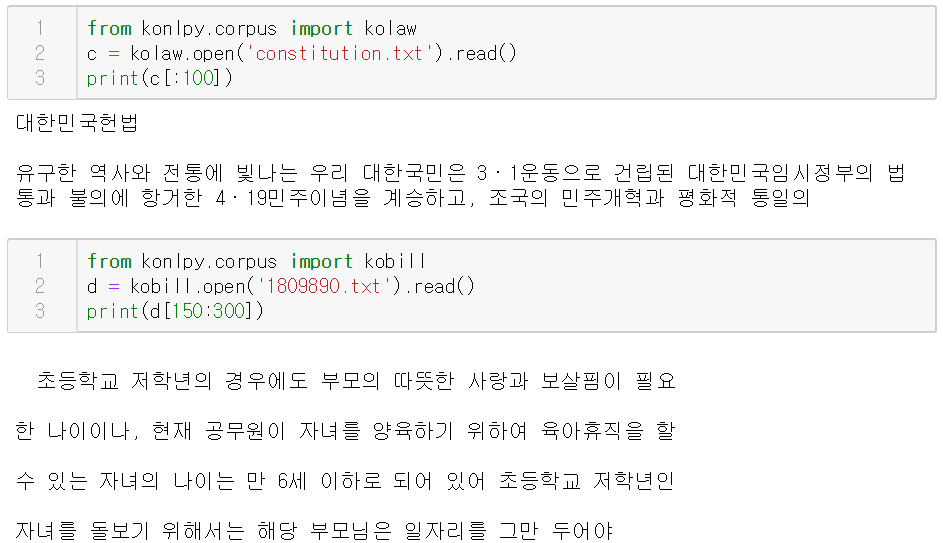 1 from konlpy.corpus import kolaw
2 c = kolaw.open('constitution.txt').read()
3 print(c[:100])
대한민국헌법
유구한 역사와 전통에 빛나는 우리 대한국민은 3·1운동으로 건립된 대한민국임시정부의 법
통과 불의에 항거한 4·19민주이념을 계승하고, 조국의 민주개혁과 평화적 통일의
1 from konlpy.corpus import kobill
2 d = kobill.open('1809890.txt').read()
3 print(d[150:300])
초등학교 저학년의 경우에도 부모의 따뜻한 사랑과 보살핌이 필요
한 나이이나, 현재 공무원이 자녀를 양육하기 위하여 육아휴직을 할
수 있는 자녀의 나이는 만 6세 이하로 되어 있어 초등학교 저학년인
자녀를 돌보기 위해서는 해당 부모님은 일자리를 그만 두어야